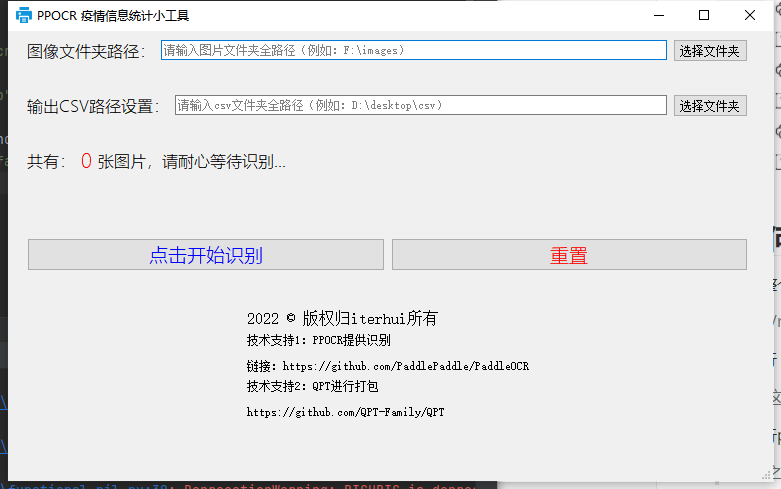 PPOCR 疫情信息统计小工具
图像文件夹路径： 请输入图片文件夹全路径（例如：F:\images） 选择文件夹
输出CSV路径设置： 请输入csv文件夹全路径（例如：D:\desktop\csv） 选择文件夹
共有： 0 张图片，请耐心等待识别...
点击开始识别 重置
2022 © 版权归iterhui所有
技术支持1：PPOCR提供识别
链接：https://github.com/PaddlePaddle/PaddleOCR
技术支持2：QPT进行打包
https://github.com/QPT-Family/QPT